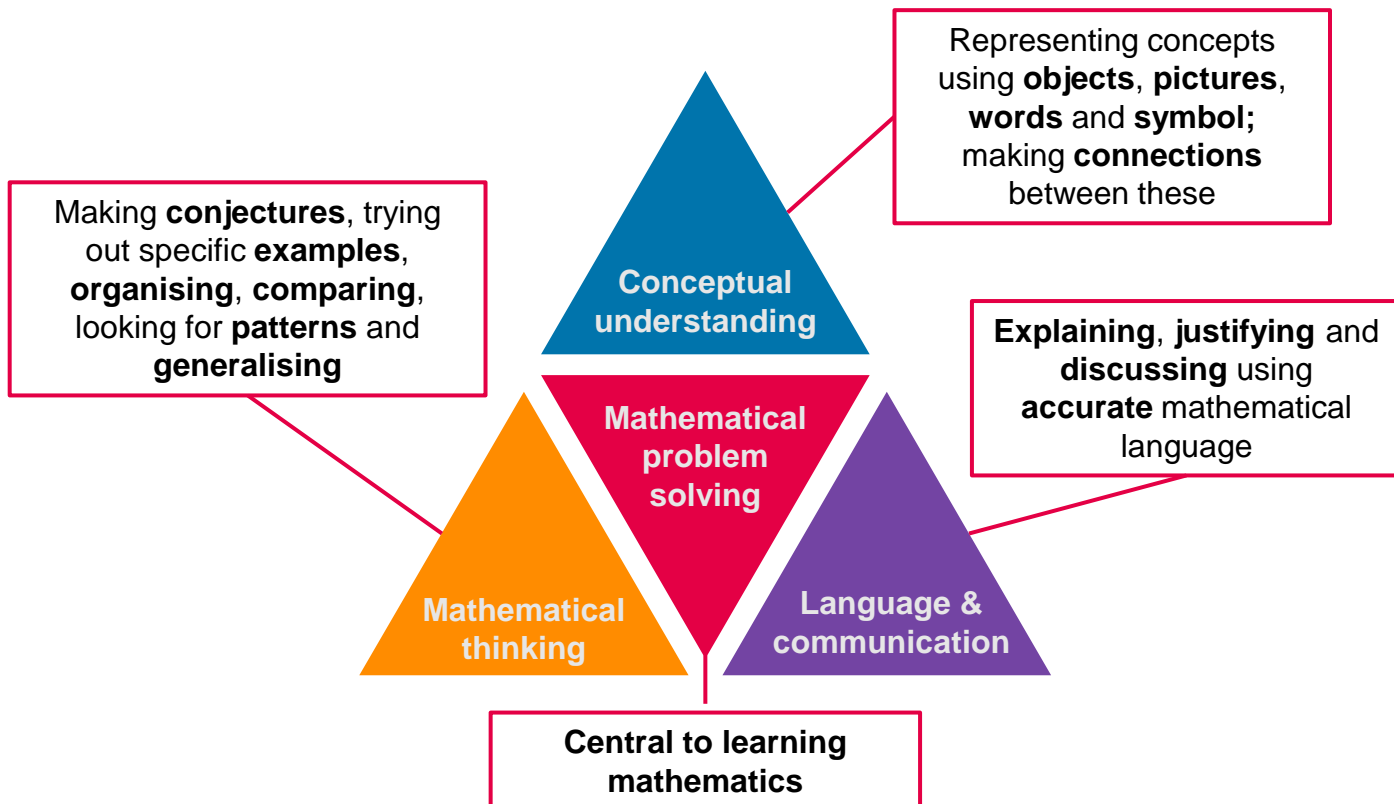 Representing concepts
using objects, pictures,
words and symbol;
making connections
between these
Making conjectures, trying
out specific examples,
organising, comparing,
looking for patterns and
generalising
Conceptual
understanding
Explaining, justifying and
discussing using
accurate mathematical
language
Mathematical
problem
solving
Mathematical
thinking
Language &
communication
Central to learning
mathematics